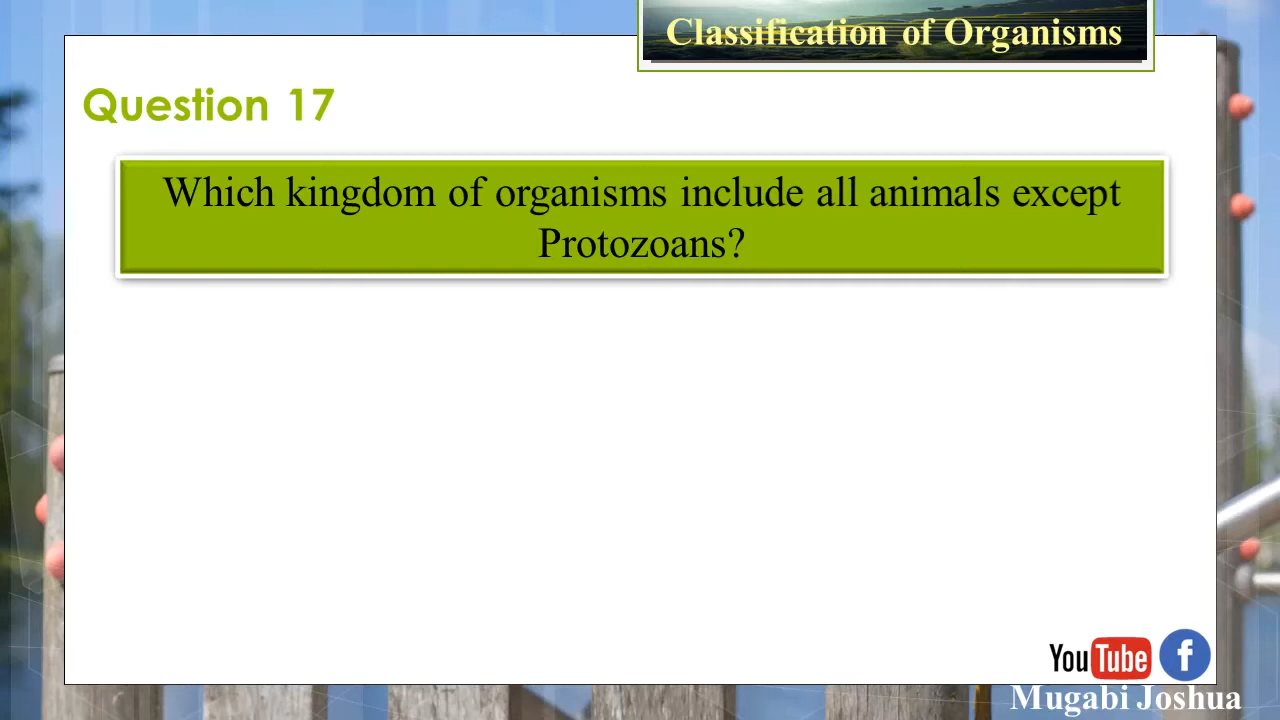 Classification of Organisms
Question 17
Which kingdom of organisms include all animals except
Protozoans?
YouTube f
Mugabi Joshua